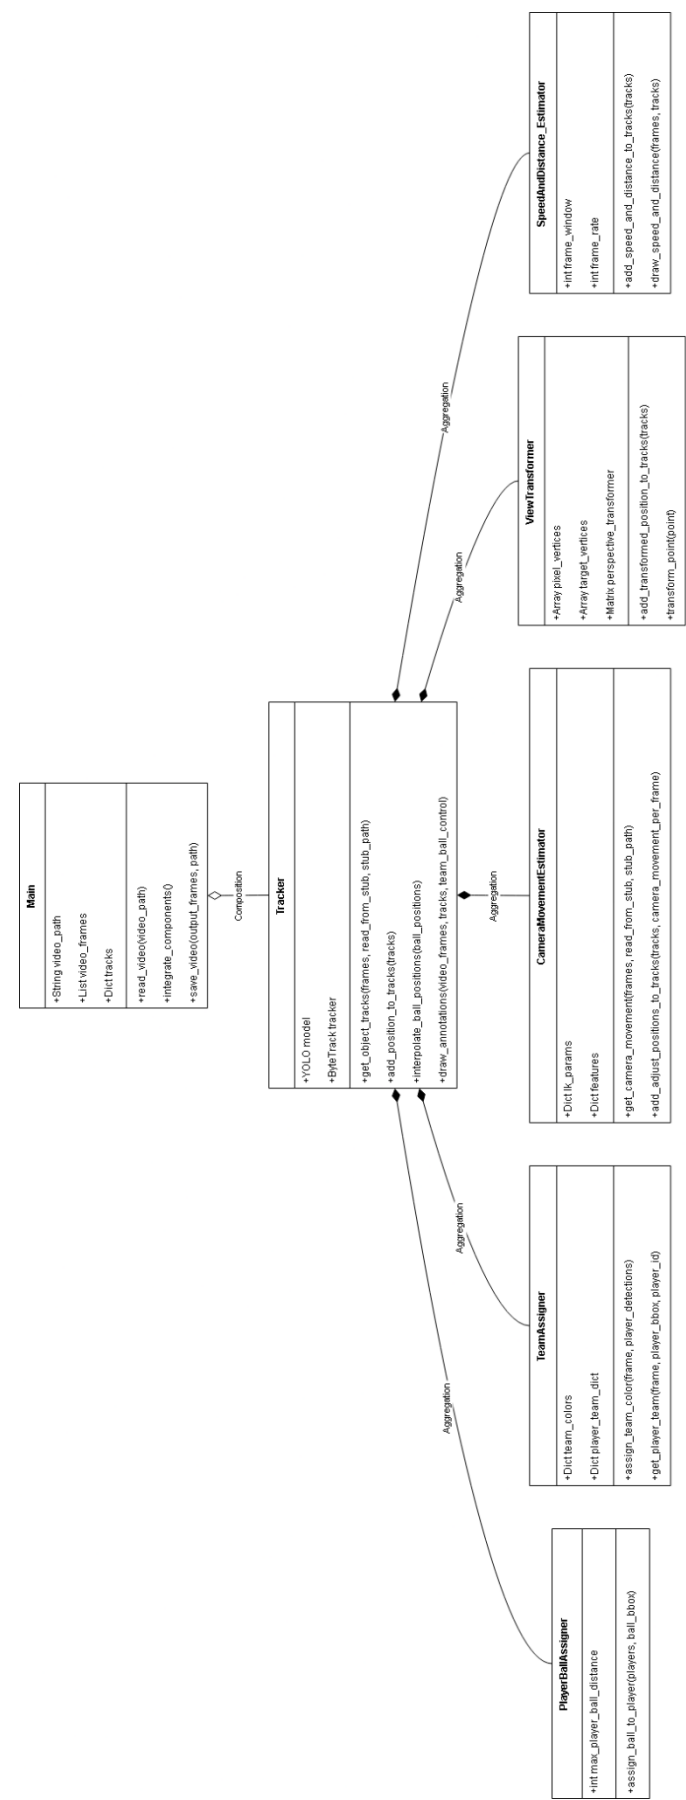 Main
+String video_path
+List video_frames
+Dict tracks
+read_video(video_path)
+integrate_components()
+save_video(output_frames, path)
Composition
Tracker
+YOLO model
+ByteTrack tracker
+get_object_tracks(frames, read_from_stub, stub_path)
+add_position_to_tracks(tracks)
+interpolate_ball_positions(ball_positions)
+draw_annotations(video_frames, tracks, team_ball_control)
Aggregation
Aggregation
Aggregation
Aggregation
Aggregation
PlayerBallAssigner
+int max_player_ball_distance
+assign_ball_to_player(players, ball_bbox)
TeamAssigner
+Dict team_colors
+Dict player_team_dict
+assign_team_color(frame, player_detections)
+get_player_team(frame, player_bbox, player_id)
CameraMovementEstimator
+Dict lk_params
+Dict features
+get_camera_movement(frames, read_from_stub, stub_path)
+add_adjust_positions_to_tracks(tracks, camera_movement_per_frame)
ViewTransformer
+Array pixel_vertices
+Array target_vertices
+Matrix perspective_transformer
+add_transformed_position_to_tracks(tracks)
+transform_point(point)
SpeedAndDistance_Estimator
+int frame_window
+int frame_rate
+add_speed_and_distance_to_tracks(tracks)
+draw_speed_and_distance(frames, tracks)